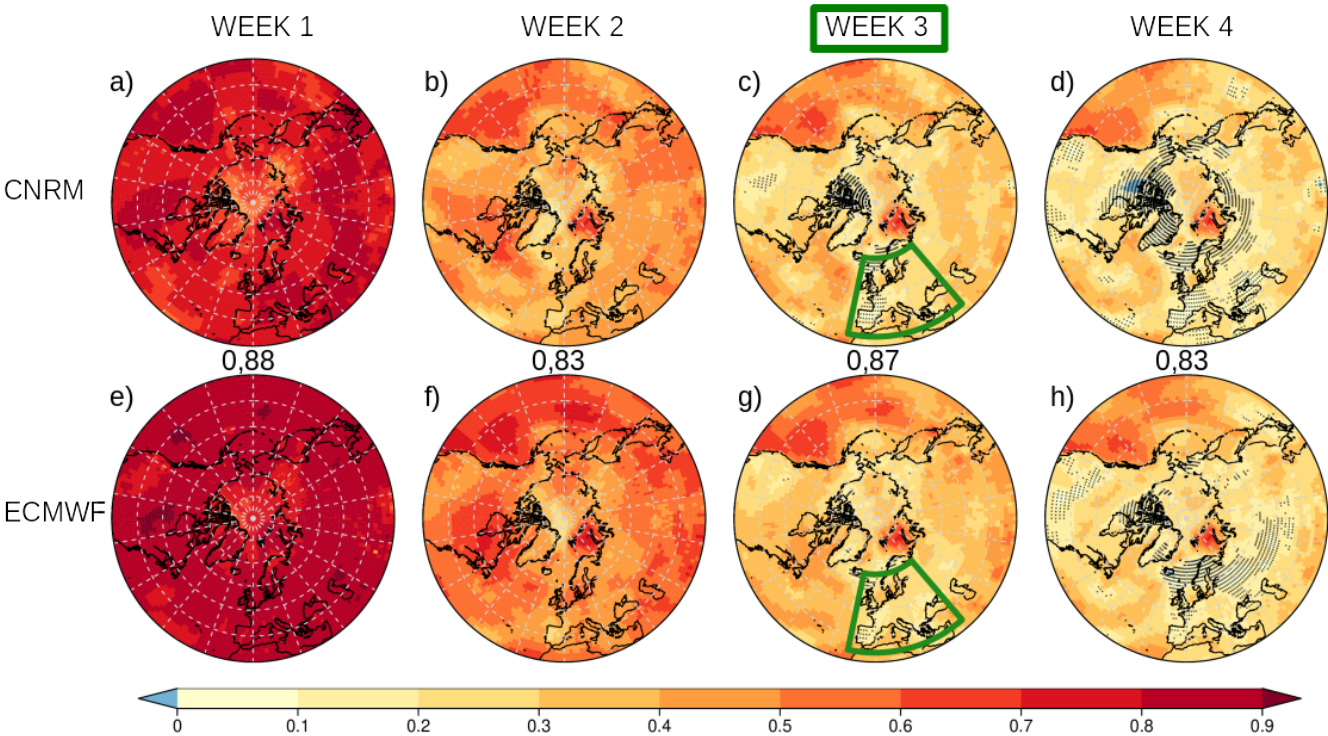 WEEK 1 WEEK 2 WEEK 3 WEEK 4
a) b) c) d)
CNRM
0,88 0,83 0,87 0,83
e) f) g) h)
ECMWF
0 0.1 0.2 0.3 0.4 0.5 0.6 0.7 0.8 0.9